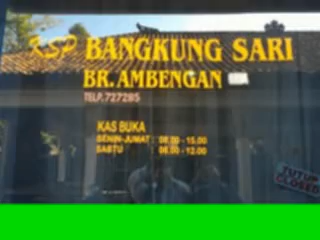 KSP BANGKUNG SARI
BR. AMBENGAN
TELP. 727285
KAS BUKA
SENIN-JUMAT : 08.00 - 15.00
SABTU : 08.00 - 12.00
TUTUP
CLOSED